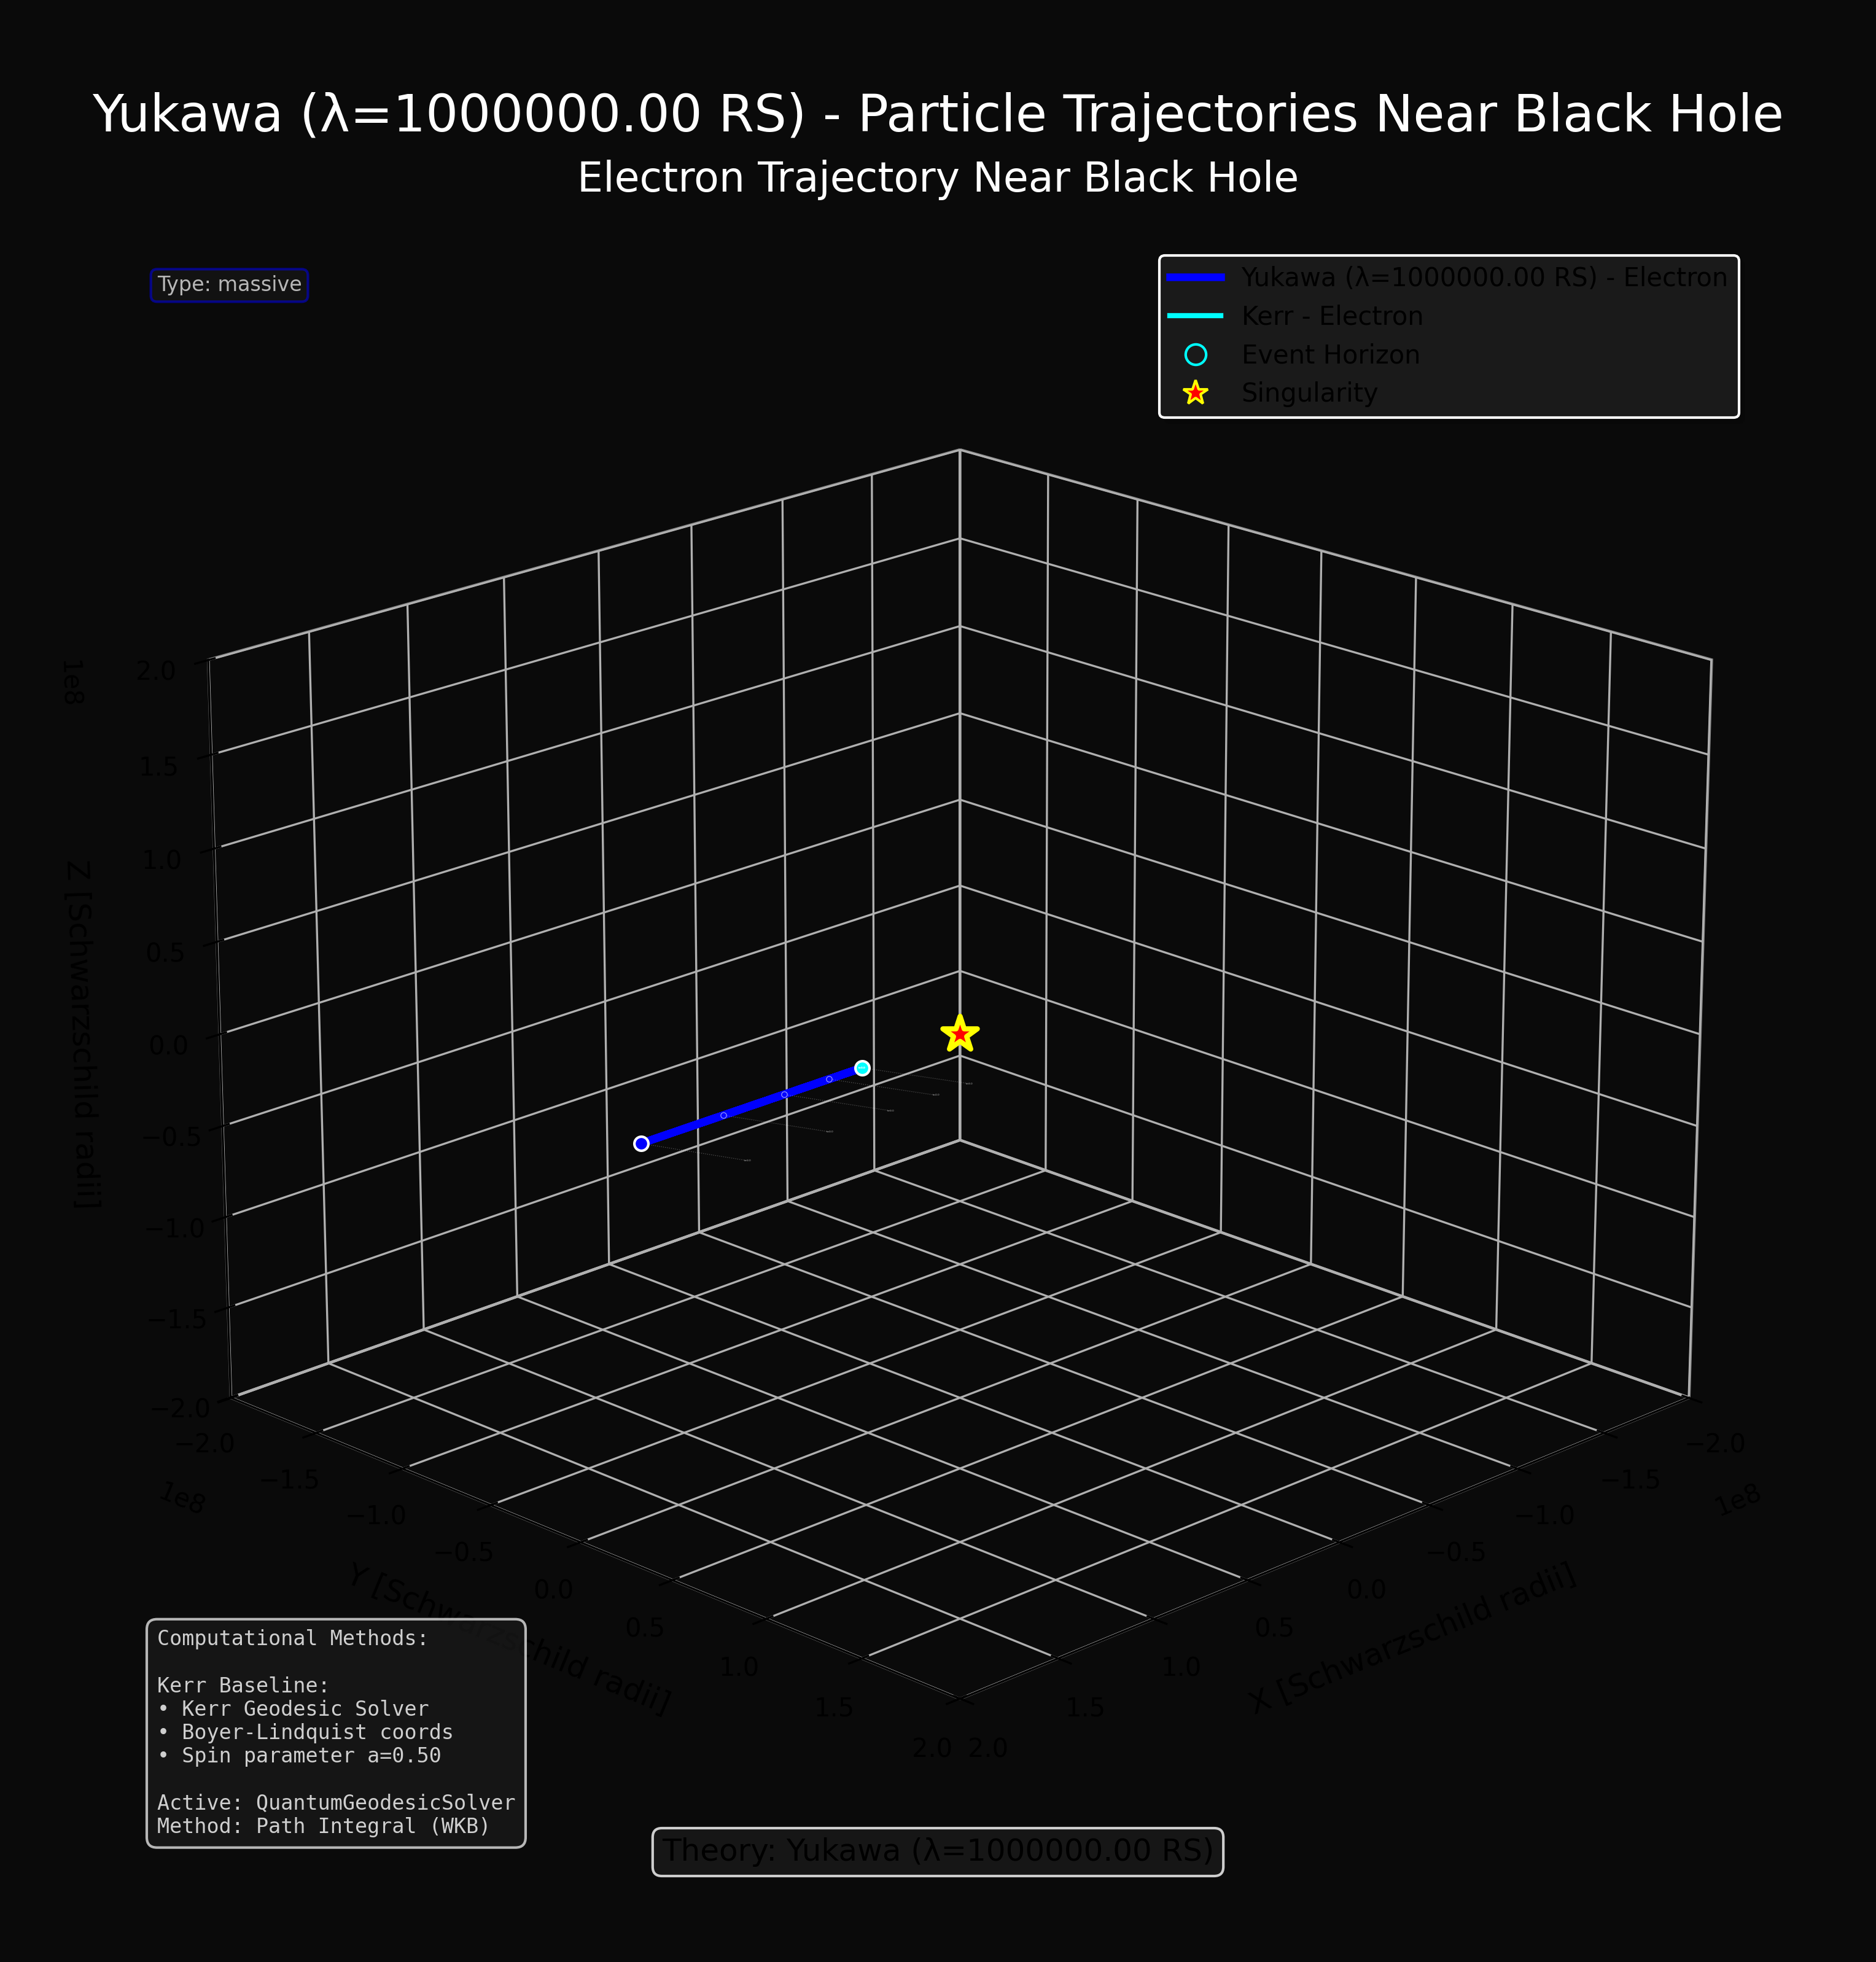 Yukawa (λ=1000000.00 RS) - Particle Trajectories Near Black Hole
Electron Trajectory Near Black Hole
Type: massive
Yukawa (λ=1000000.00 RS) - Electron
Kerr - Electron
Event Horizon
Singularity
1e8
2.0
1.5
1.0
0.5
0.0
−0.5
−1.0
−1.5
−2.0
Z [Schwarzschild radii]
−2.0
−1.5
−1.0
−0.5
0.0
0.5
1.0
1.5
2.0
1e8
Y [Schwarzschild radii]
−2.0
−1.5
−1.0
−0.5
0.0
0.5
1.0
1.5
2.0
1e8
X [Schwarzschild radii]
Computational Methods:
Kerr Baseline:
• Kerr Geodesic Solver
• Boyer-Lindquist coords
• Spin parameter a=0.50
Active: QuantumGeodesicSolver
Method: Path Integral (WKB)
Theory: Yukawa (λ=1000000.00 RS)